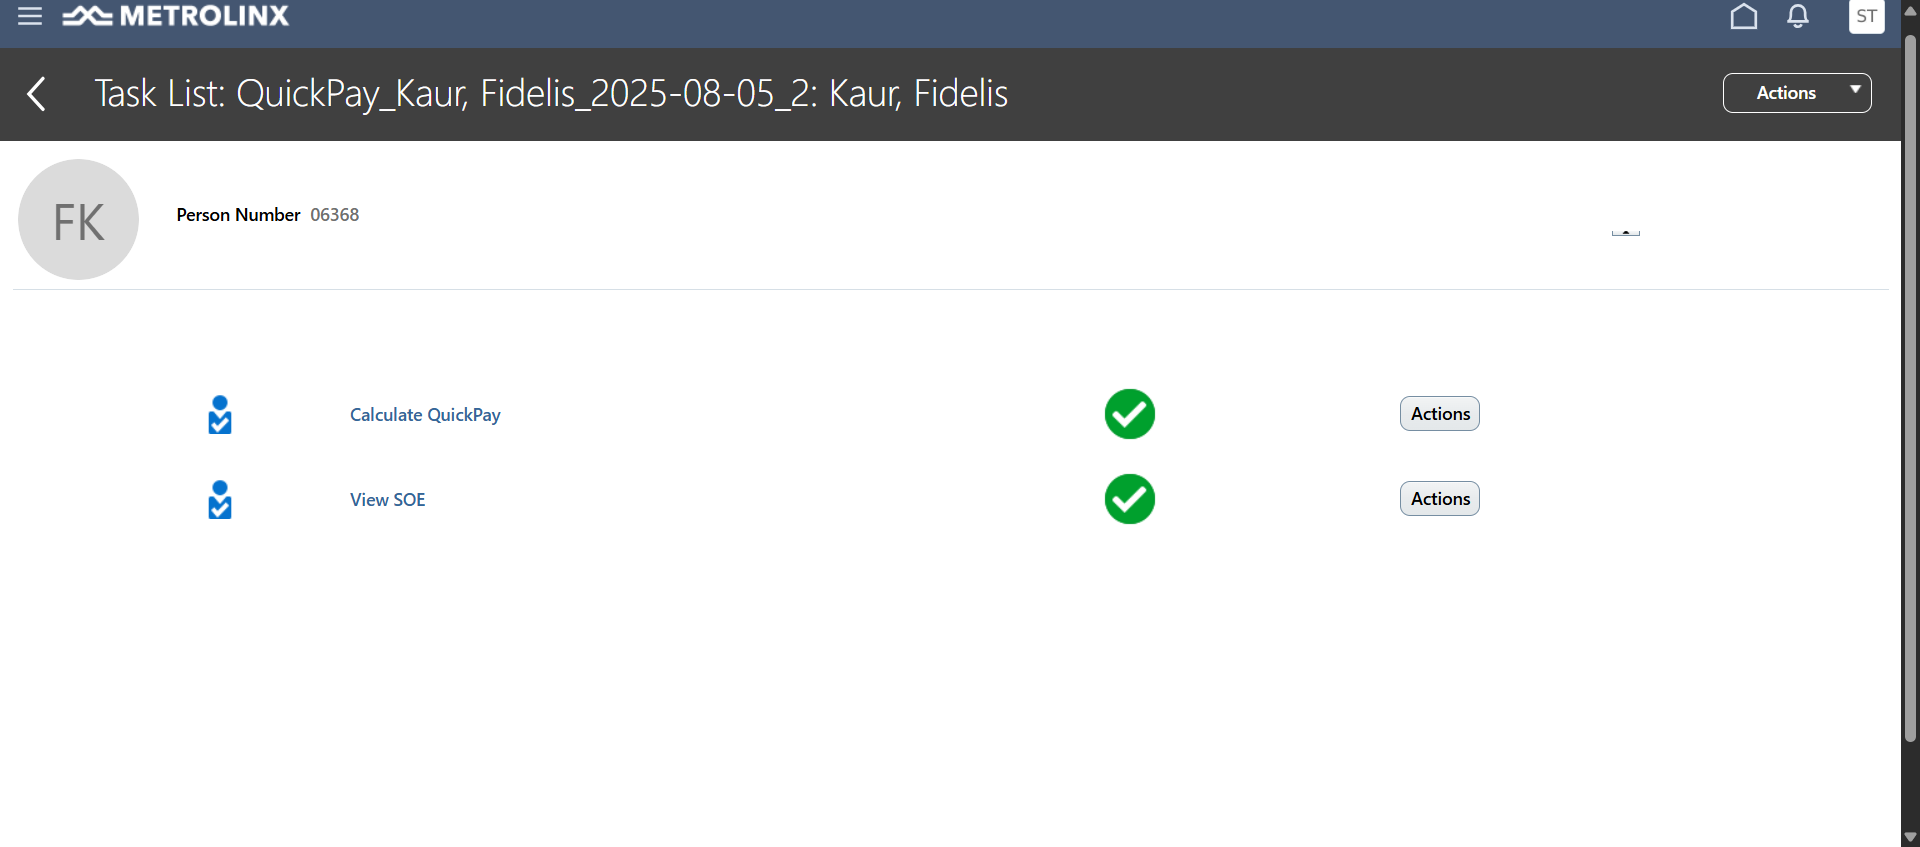 METROLINX
ST
Task List: QuickPay_Kaur, Fidelis_2025-08-05_2: Kaur, Fidelis
Actions
FK
Person Number 06368
Calculate QuickPay
Actions
View SOE
Actions